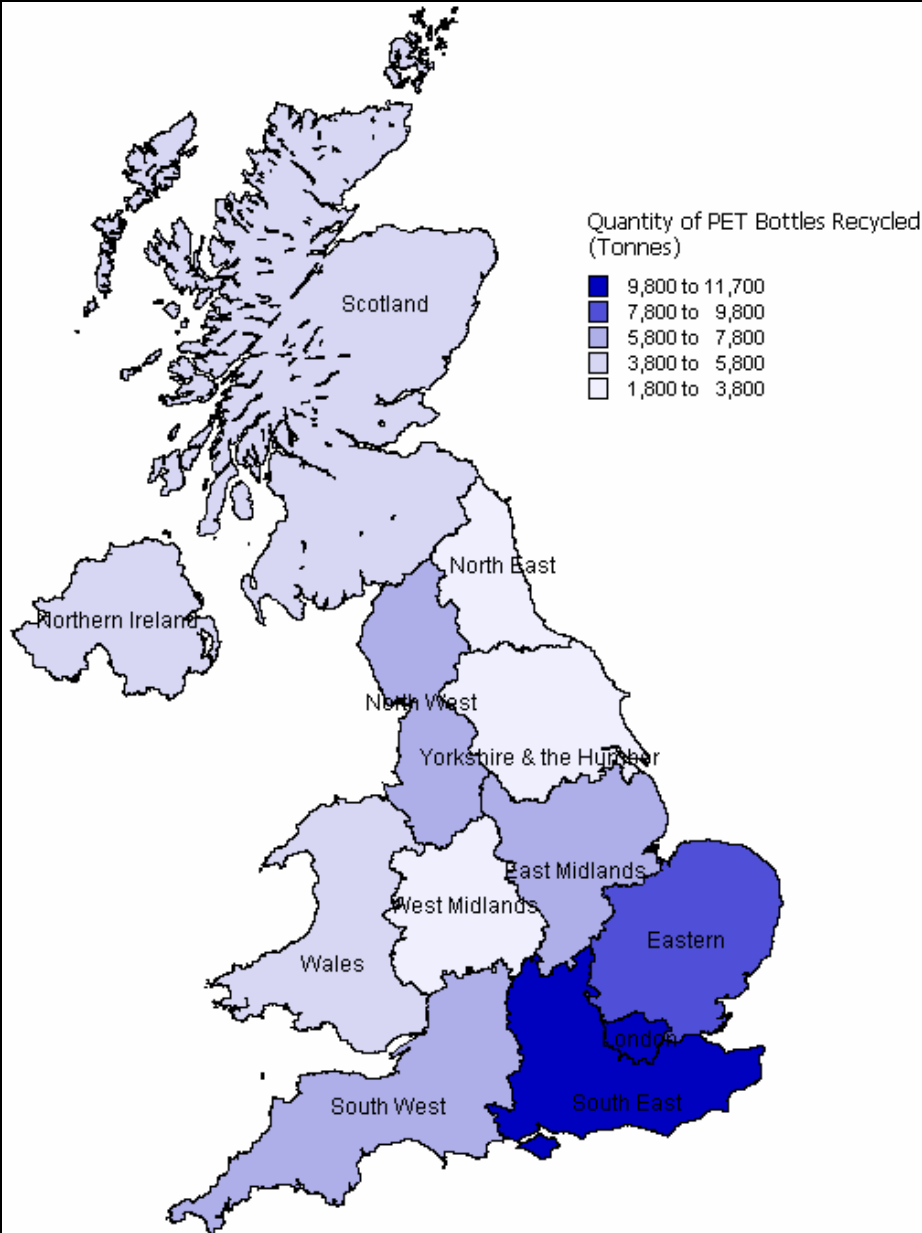 Quantity of PET Bottles Recycled
(Tonnes)
9,800 to 11,700
7,800 to 9,800
5,800 to 7,800
3,800 to 5,800
1,800 to 3,800
Scotland
North East
Northern Ireland
North West
Yorkshire & the Humber
East Midlands
West Midlands
Eastern
Wales
London
South West
South East